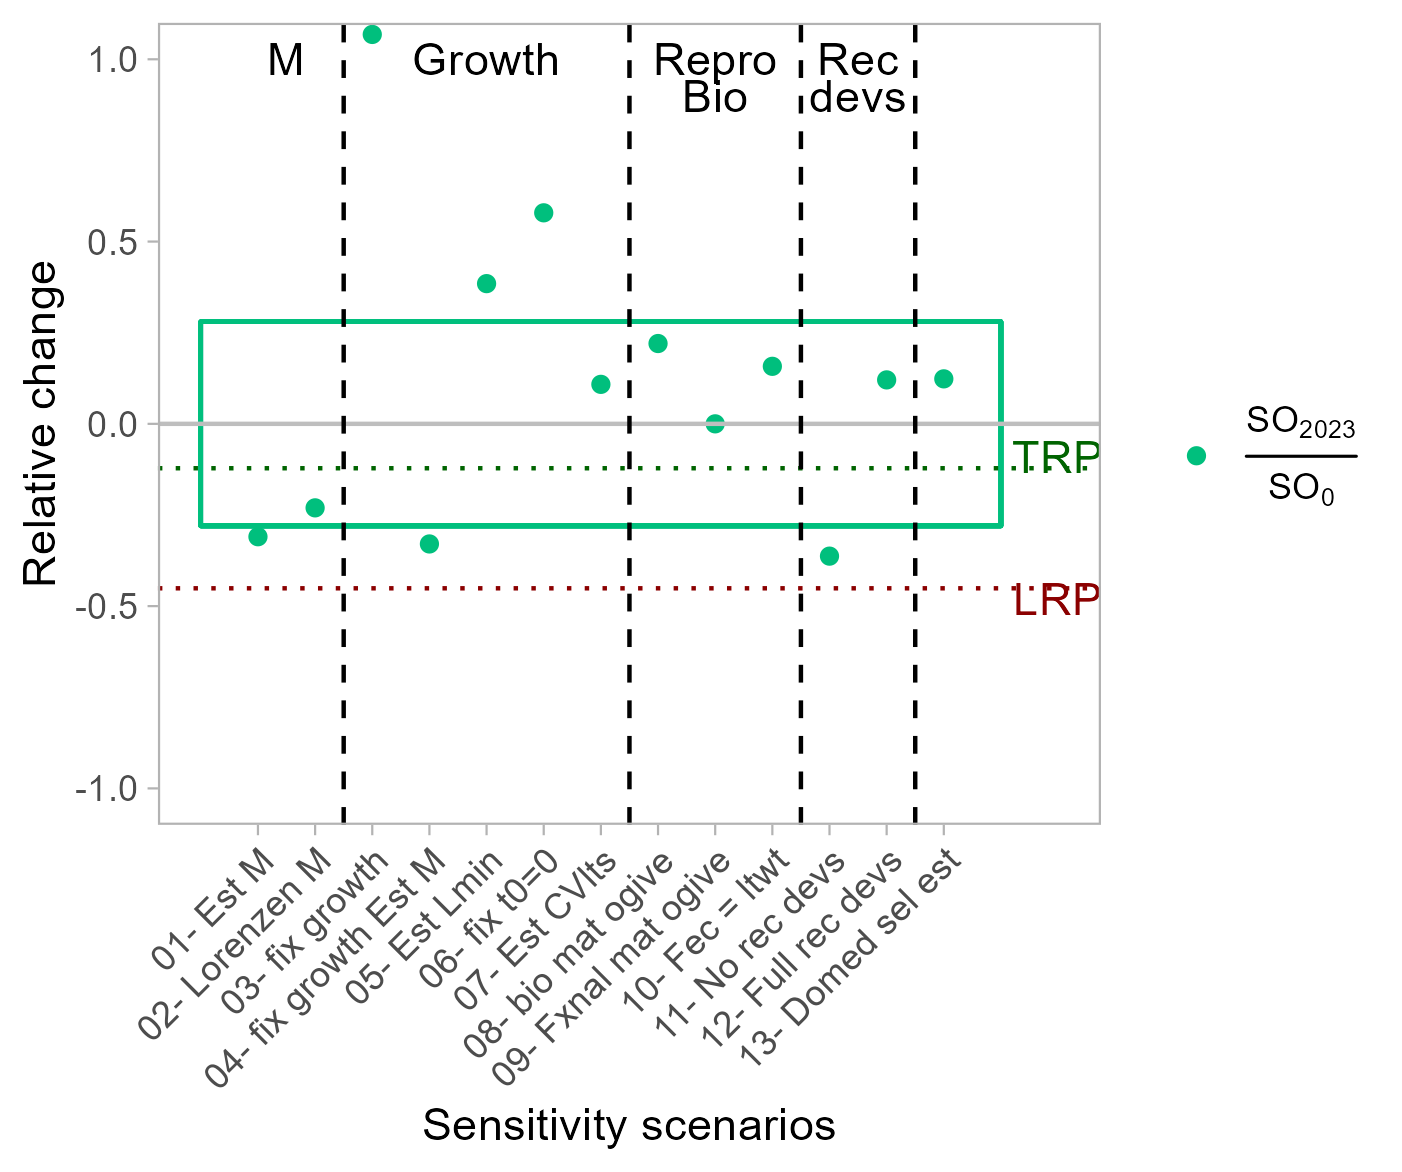 M
Growth
Repro
Bio
Rec
devs
1.0
0.5
0.0
-0.5
-1.0
Relative change
TRP
LRP
SO2023
SO0
01- Est M
02- Lorenzen M
03- fix growth
04- fix growth Est M
05- Est Lmin
06- fix t0=0
07- Est CVlts
08- bio mat ogive
09- Fxnal mat ogive
10- Fec = ltwt
11- No rec devs
12- Full rec devs
13- Domed sel est
Sensitivity scenarios